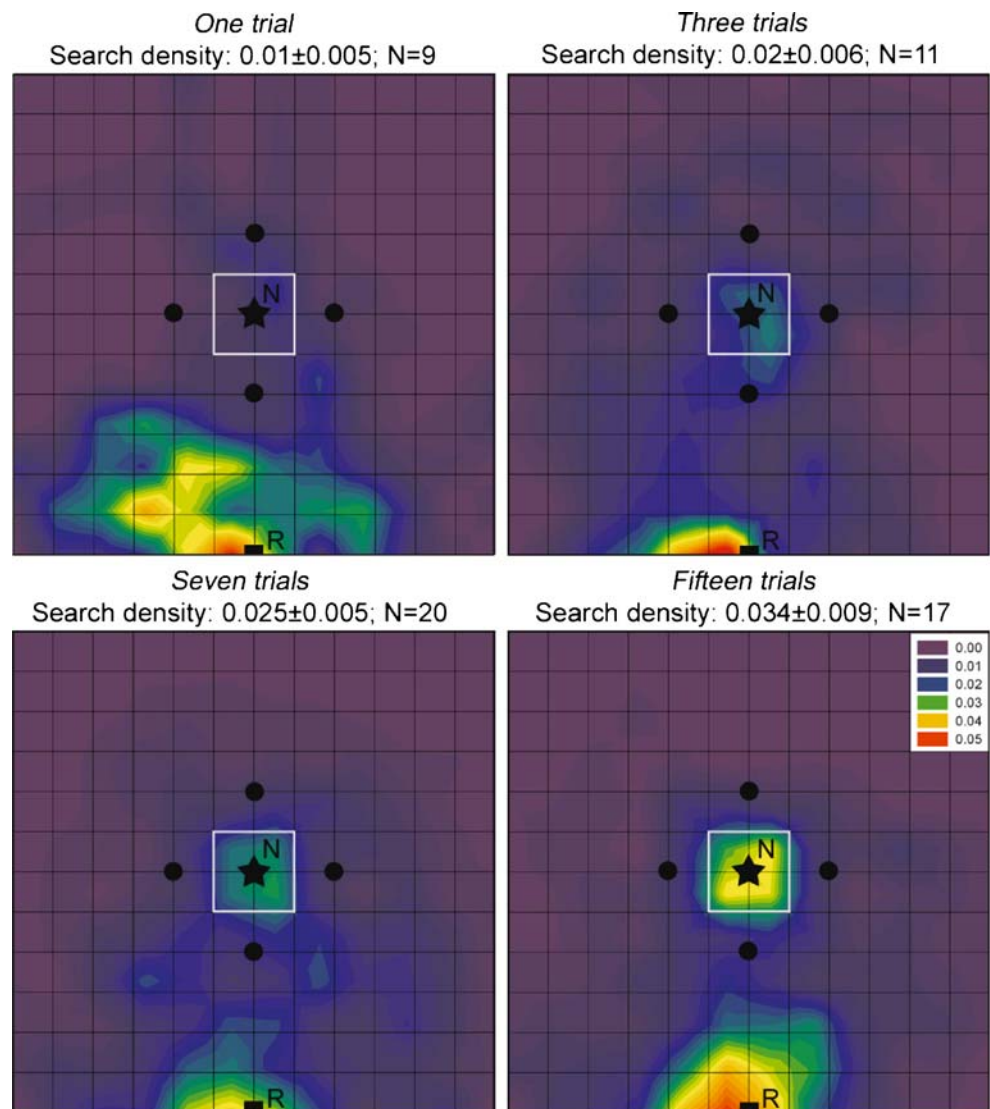 One trial
Search density: 0.01±0.005; N=9
N
R
Three trials
Search density: 0.02±0.006; N=11
N
R
Seven trials
Search density: 0.025±0.005; N=20
N
R
Fifteen trials
Search density: 0.034±0.009; N=17
0.00
0.01
0.02
0.03
0.04
0.05
N
R